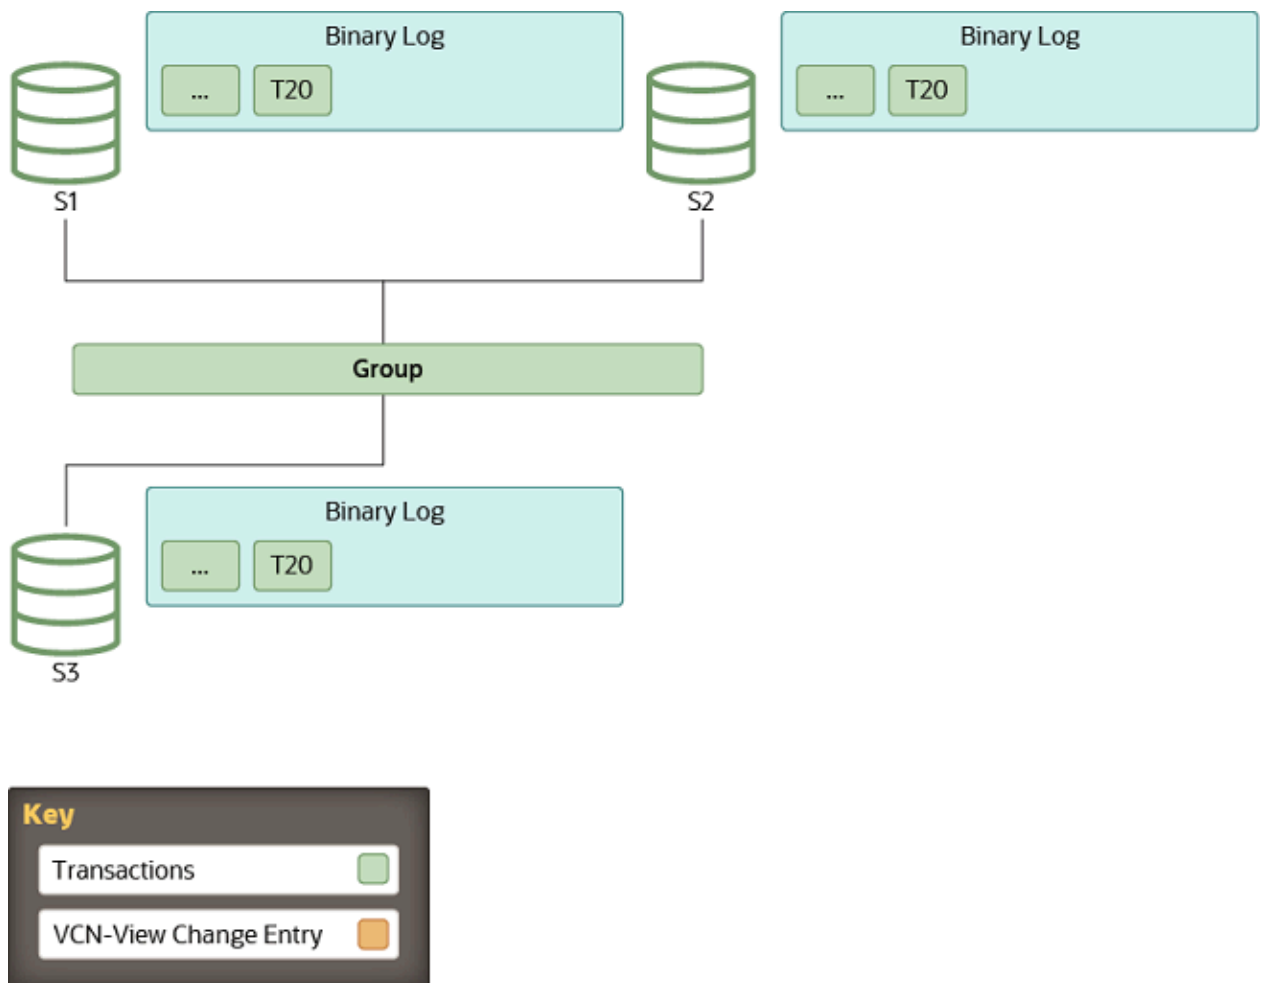 Binary Log
... T20
S1
Binary Log
... T20
S2
Group
Binary Log
... T20
S3
Key
Transactions
VCN-View Change Entry